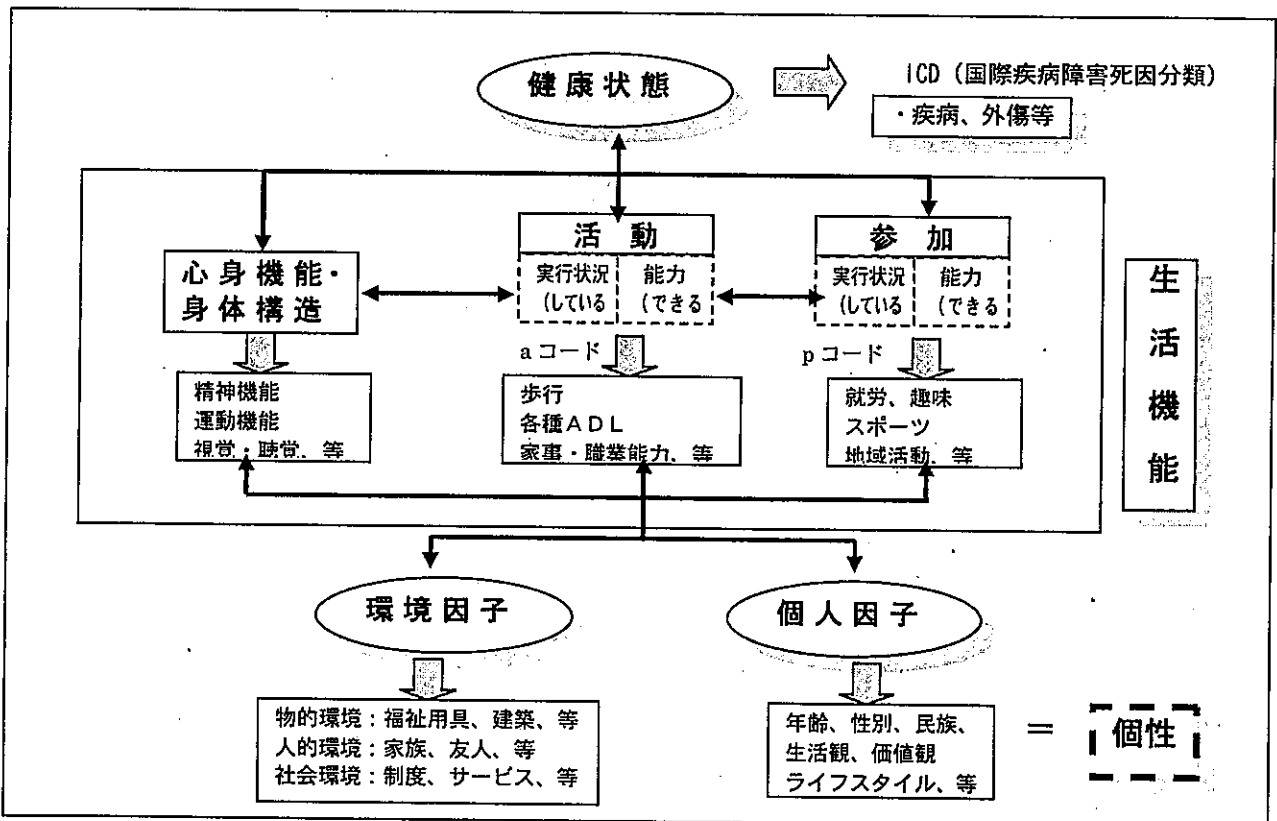 健康状態
ICD（国際疾病障害死因分類）
・疾病、外傷等
心身機能・
身体構造
活　動
実行状況
（している
能力
（できる
参　加
実行状況
（している
能力
（できる
生活機能
aコード
pコード
精神機能
運動機能
視覚・聴覚、等
歩行
各種ＡＤＬ
家事・職業能力、等
就労、趣味
スポーツ
地域活動、等
環境因子
個人因子
物的環境：福祉用具、建築、等
人的環境：家族、友人、等
社会環境：制度、サービス、等
年齢、性別、民族、
生活観、価値観
ライフスタイル、等
＝
個性